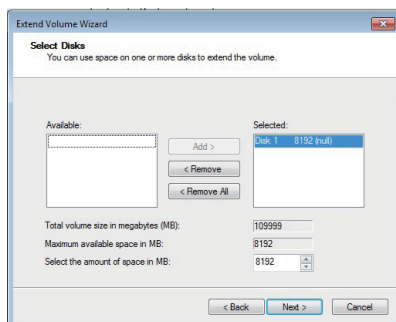 Extend Volume Wizard
Select Disks
You can use space on one or more disks to extend the volume.
Available:
Selected:
Disk 1 8192 (null)
Add >
< Remove
< Remove All
Total volume size in megabytes (MB): 109999
Maximum available space in MB: 8192
Select the amount of space in MB: 8192
< Back Next > Cancel